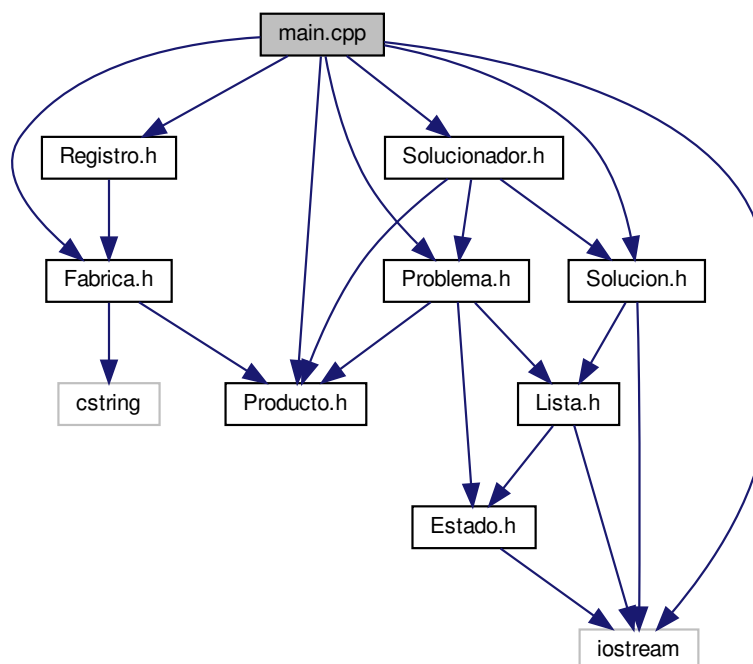 main.cpp
Registro.h
Solucionador.h
Fabrica.h
Problema.h
Solucion.h
cstring
Producto.h
Lista.h
Estado.h
iostream